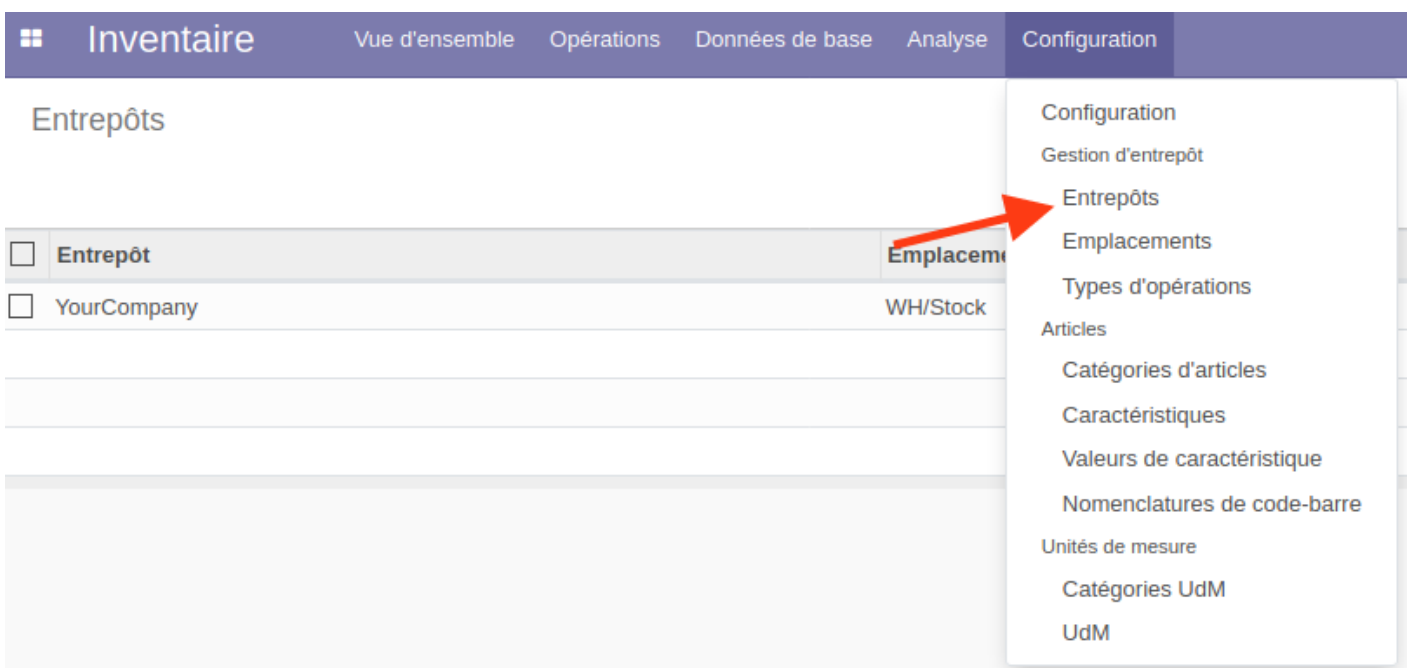 Inventaire Vue d'ensemble Opérations Données de base Analyse Configuration
Entrepôts
Entrepôt Emplaceme
YourCompany WH/Stock
Configuration
Gestion d'entrepôt
Entrepôts
Emplacements
Types d'opérations
Articles
Catégories d'articles
Caractéristiques
Valeurs de caractéristique
Nomenclatures de code-barre
Unités de mesure
Catégories UdM
UdM